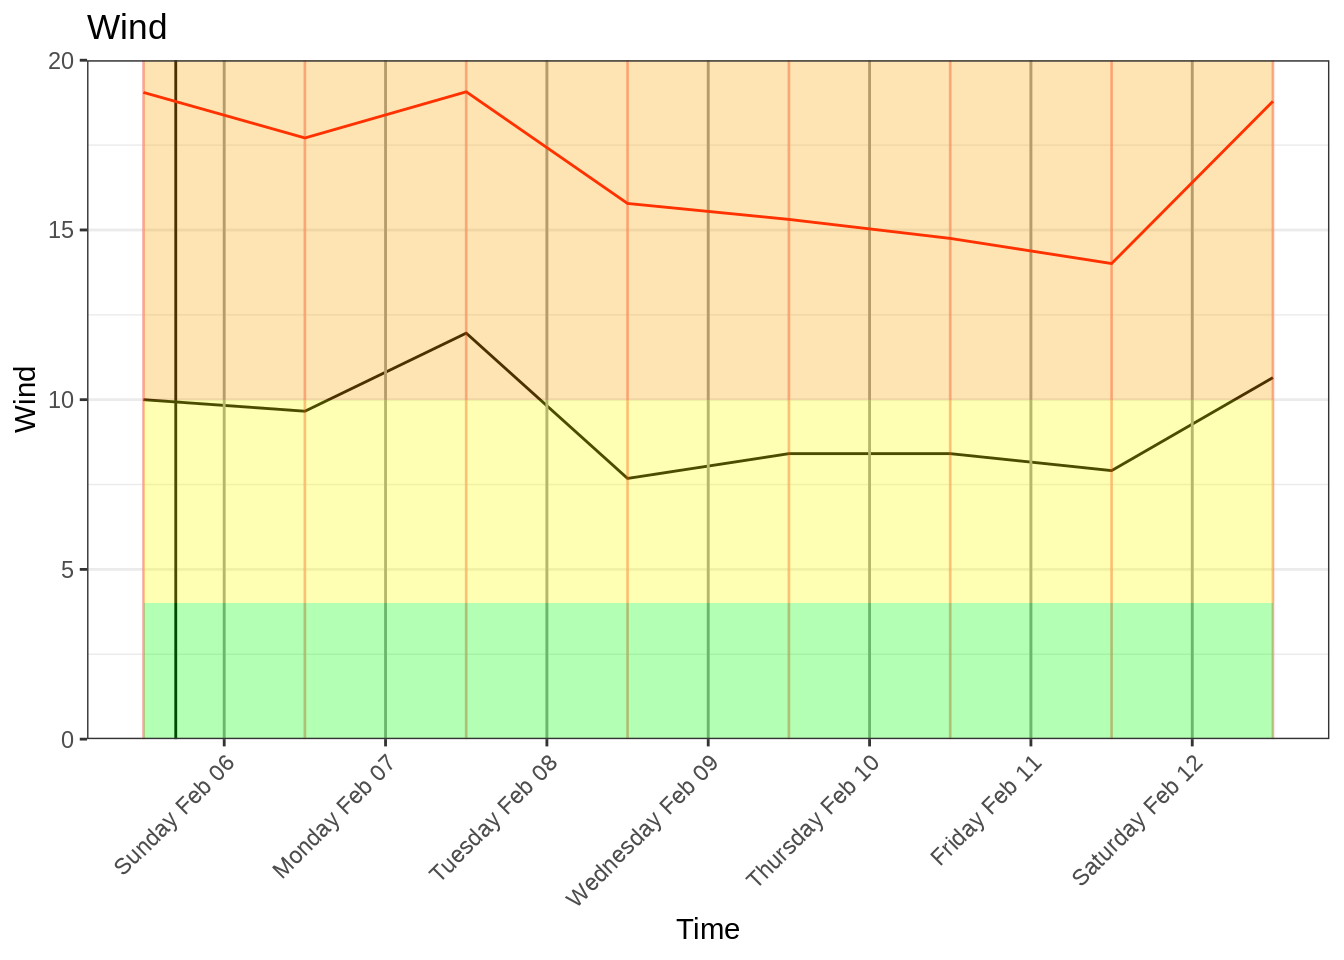 Wind
20
15
10
5
0
Wind
Sunday Feb 06
Monday Feb 07
Tuesday Feb 08
Wednesday Feb 09
Thursday Feb 10
Friday Feb 11
Saturday Feb 12
Time